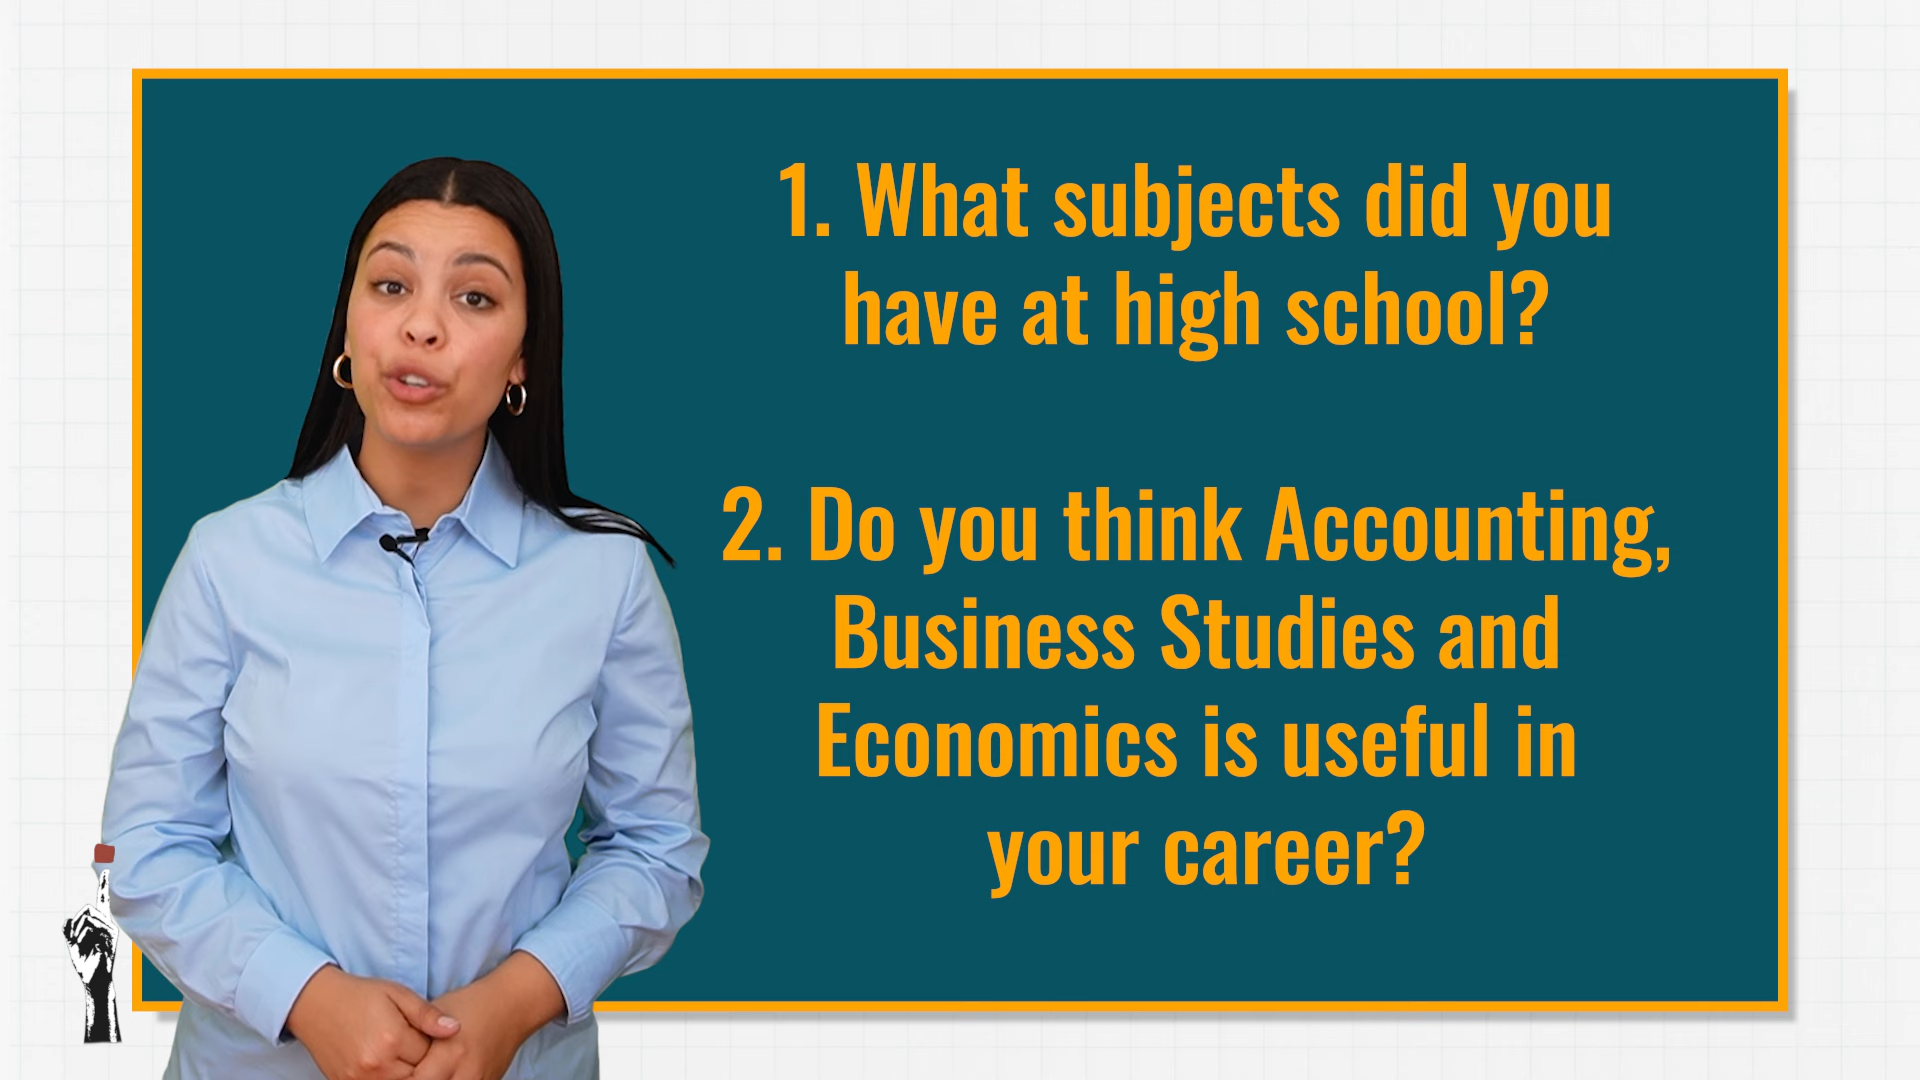 1. What subjects did you
have at high school?
2. Do you think Accounting,
Business Studies and
Economics is useful in
your career?